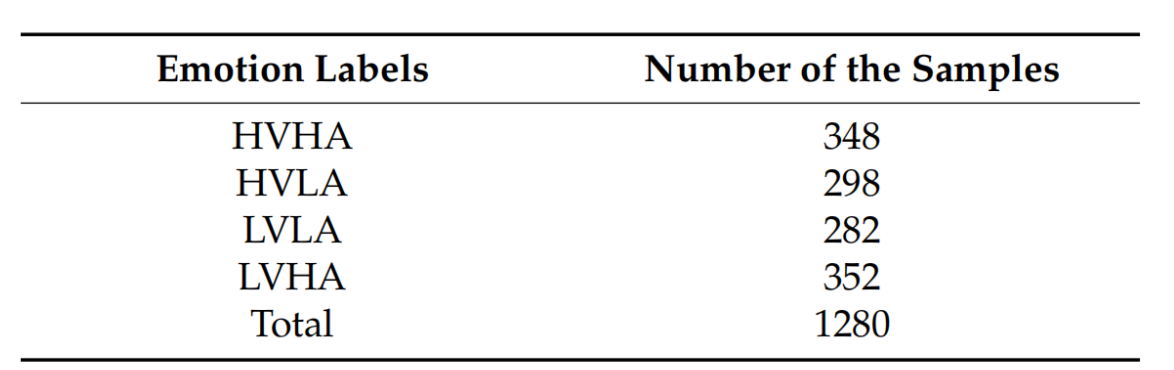 Emotion Labels Number of the Samples
HVHA 348
HVLA 298
LVLA 282
LVHA 352
Total 1280